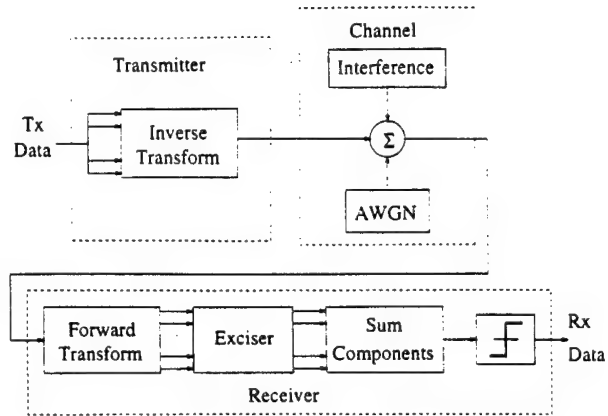 Channel
Transmitter
Interference
Tx
Data
Inverse
Transform
Σ
AWGN
Forward
Transform
Exciser
Sum
Components
Rx
Data
Receiver